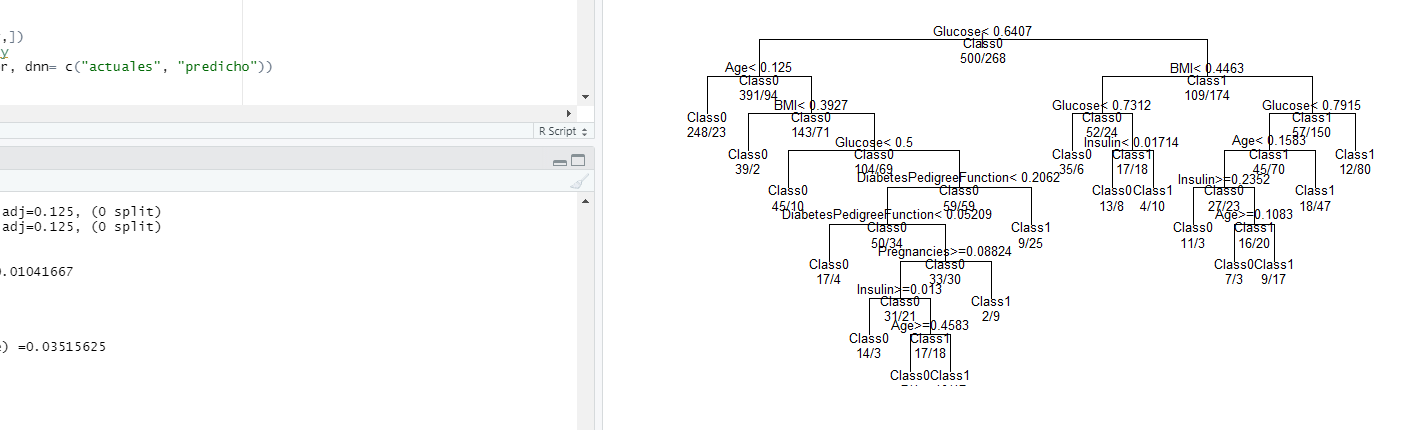 ,])
y
r, dnn= c("actuales", "predicho"))
R Script
adj=0.125, (0 split)
adj=0.125, (0 split)
.01041667
) =0.03515625
Glucose< 0.6407
Class0
500/268
Age< 0.125
Class0
391/94
BMI< 0.4463
Class1
109/174
Class0
248/23
BMI< 0.3927
Class0
143/71
Glucose< 0.7312
Class0
52/24
Glucose< 0.7915
Class1
57/150
Class0
39/2
Glucose< 0.5
Class0
104/69
Class0
35/6
Insulin< 0.01714
Class1
17/18
Age< 0.1583
Class1
45/70
Class1
12/80
Class0
45/10
DiabetesPedigreeFunction< 0.2062
Class0
59/59
Class0
13/8
Class1
4/10
Insulin>=0.2352
Class0
27/23
Class1
18/47
DiabetesPedigreeFunction< 0.05209
Class0
50/34
Class1
9/25
Class0
11/3
Age>=0.1083
Class1
16/20
Class0
17/4
Pregnancies>=0.08824
Class0
33/30
Class0
7/3
Class1
9/17
Insulin>=0.013
Class0
31/21
Class1
2/9
Class0
14/3
Age>=0.4583
Class1
17/18
Class0
Class1